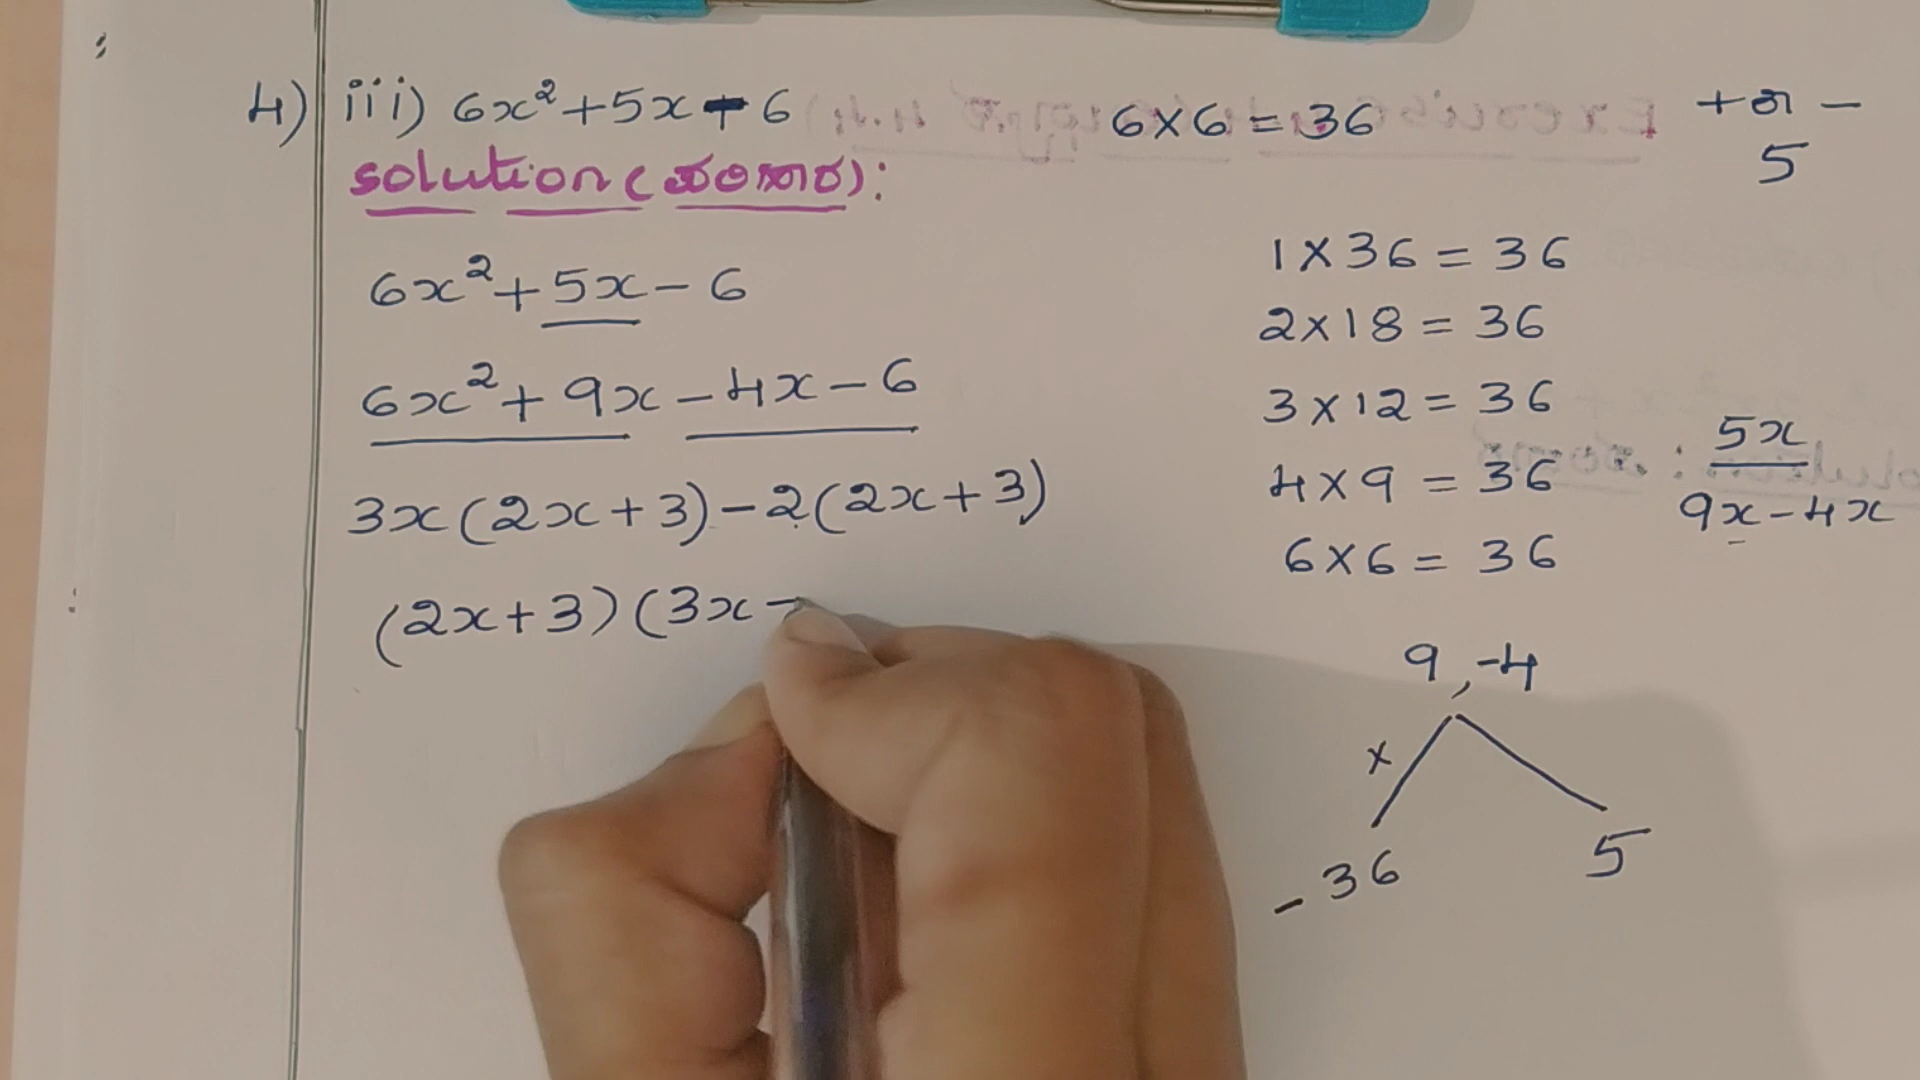 4) iii) 6x²+5x-6
solution (ಪರಿಹಾರ):
6x²+5x-6
6x²+9x-4x-6
3x(2x+3)-2(2x+3)
(2x+3)(3x-
6×6=36
+ or -
5
1×36=36
2×18=36
3×12=36
4×9=36
6×6=36
5x
9x-4x
9,-4
×
-36 5